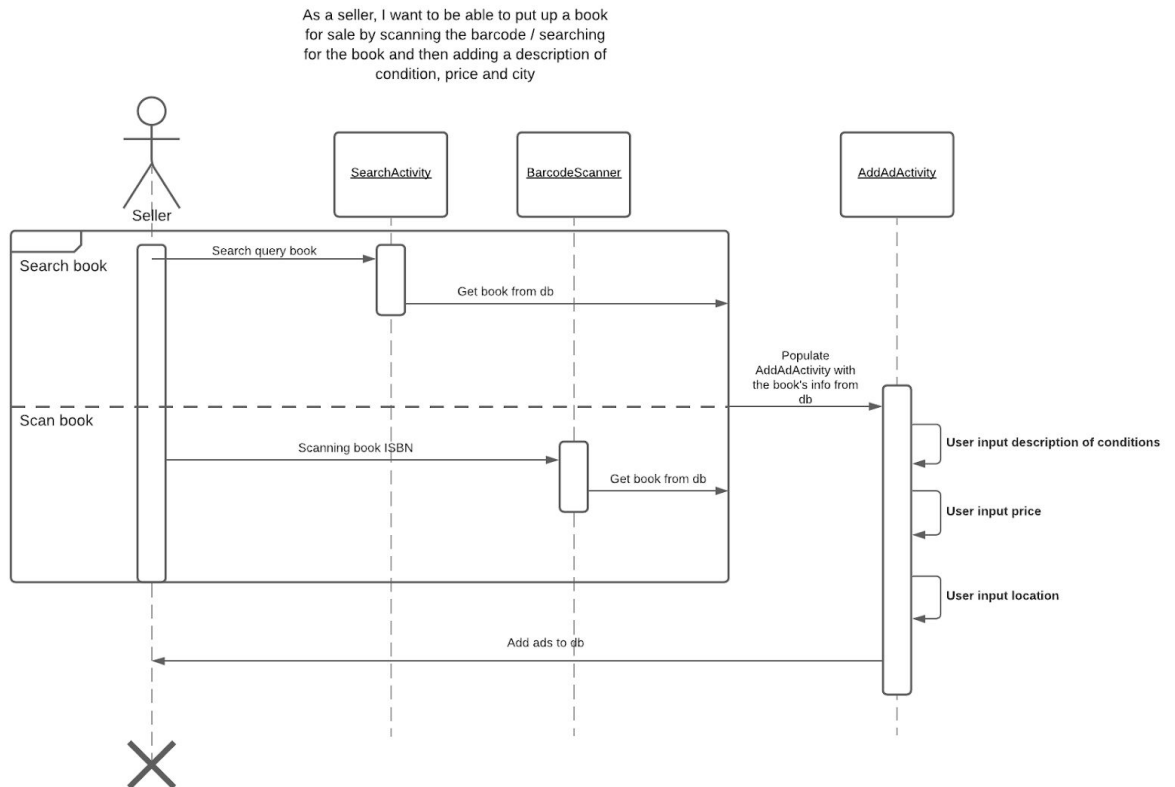 As a seller, I want to be able to put up a book
for sale by scanning the barcode / searching
for the book and then adding a description of
condition, price and city
SearchActivity
BarcodeScanner
AddAdActivity
Seller
Search book
Search query book
Get book from db
Populate
AddAdActivity with
the book's info from
db
Scan book
Scanning book ISBN
Get book from db
User input description of conditions
User input price
User input location
Add ads to db